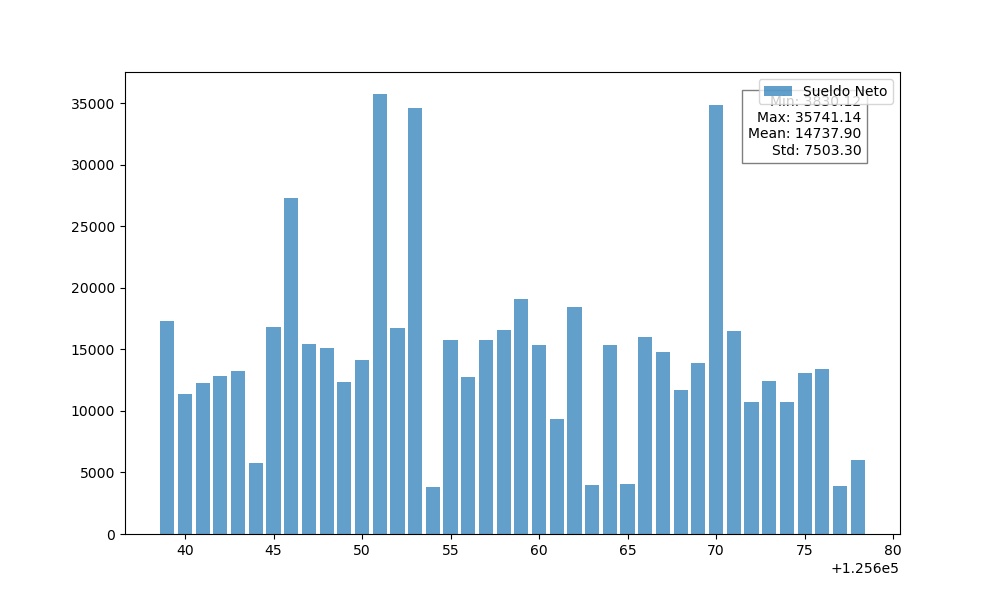 Sueldo Neto
Min: 3830.12
Max: 35741.14
Mean: 14737.90
Std: 7503.30
35000
30000
25000
20000
15000
10000
5000
0
40 45 50 55 60 65 70 75 80
+1.256e5